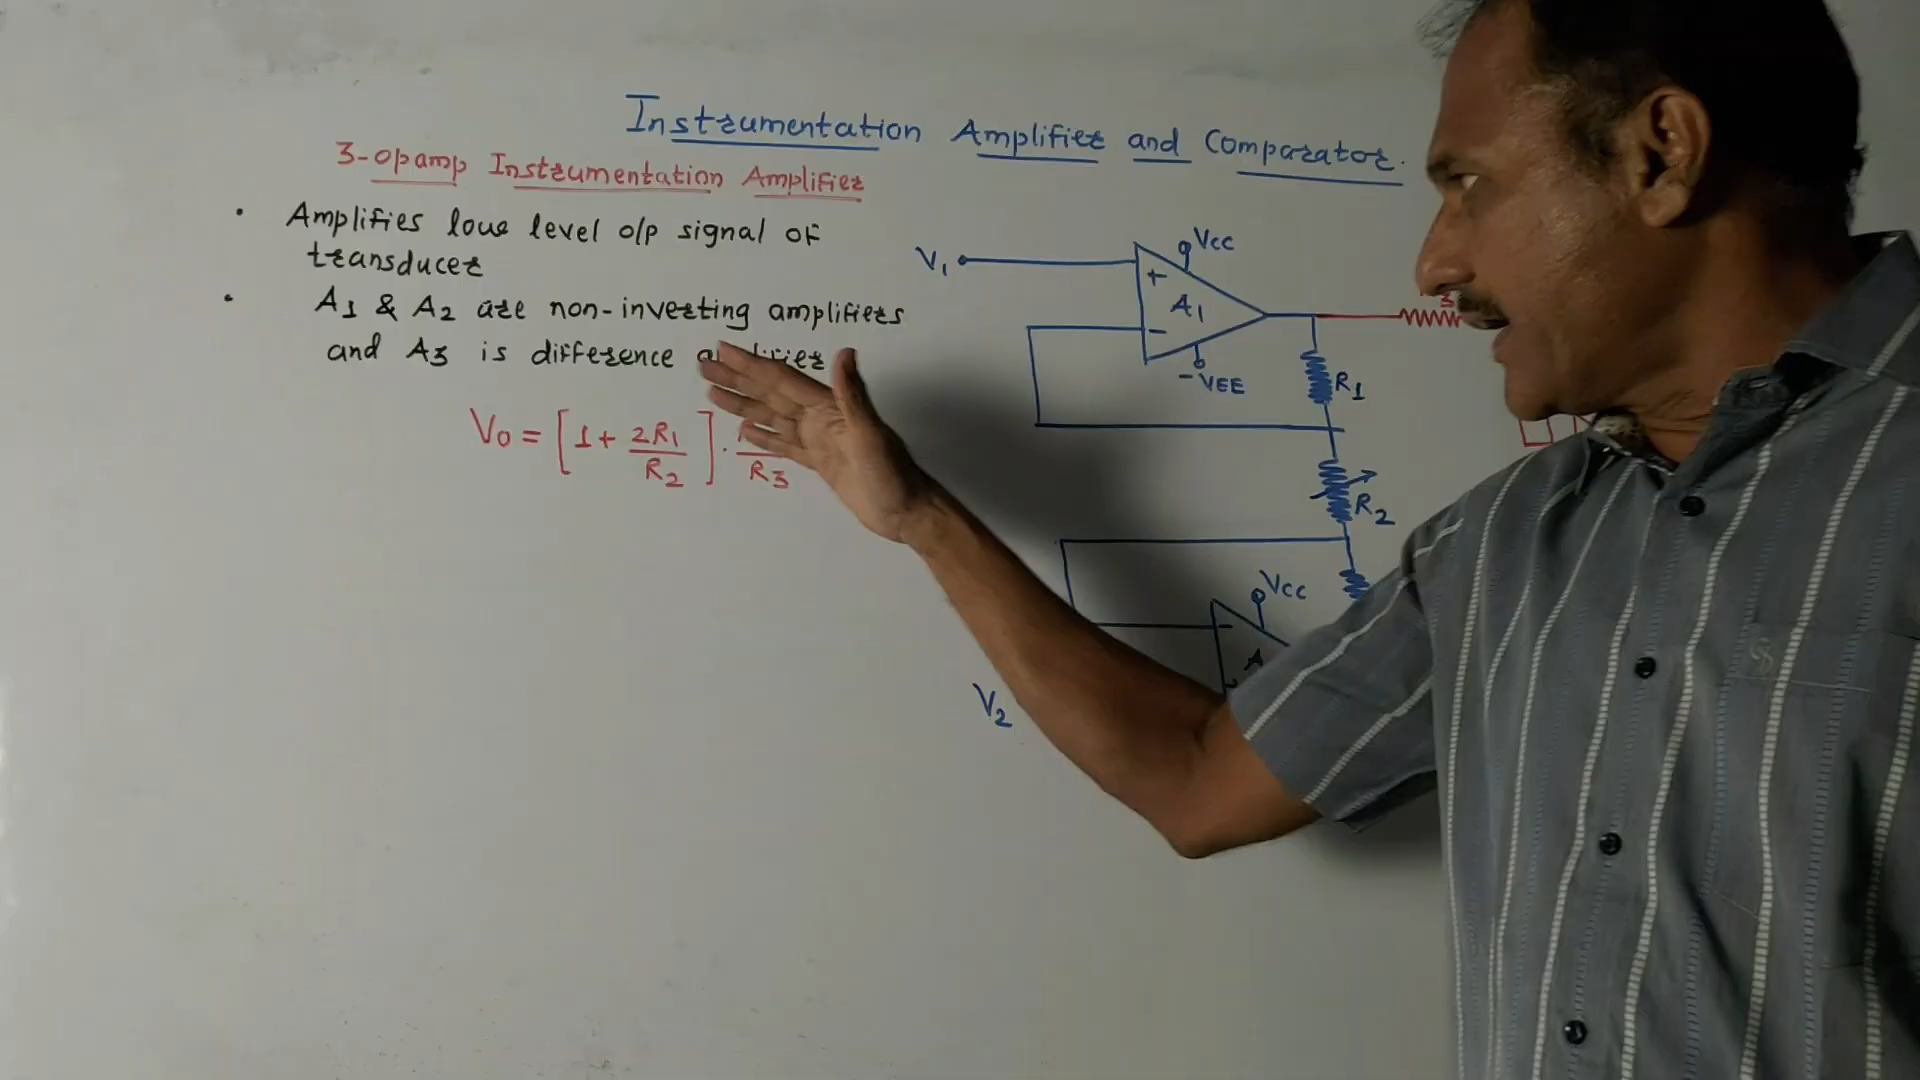 Instrumentation Amplifier and Comparator.
3-opamp Instrumentation Amplifier
• Amplifies low level o/p signal of
transducer
• A1 & A2 are non-inverting amplifiers
and A3 is difference
V0 = [1 + 2R1/R2] . /R3
V1
+
A1
-
VCC
-VEE
R1
R2
VCC
-
A
V2
3